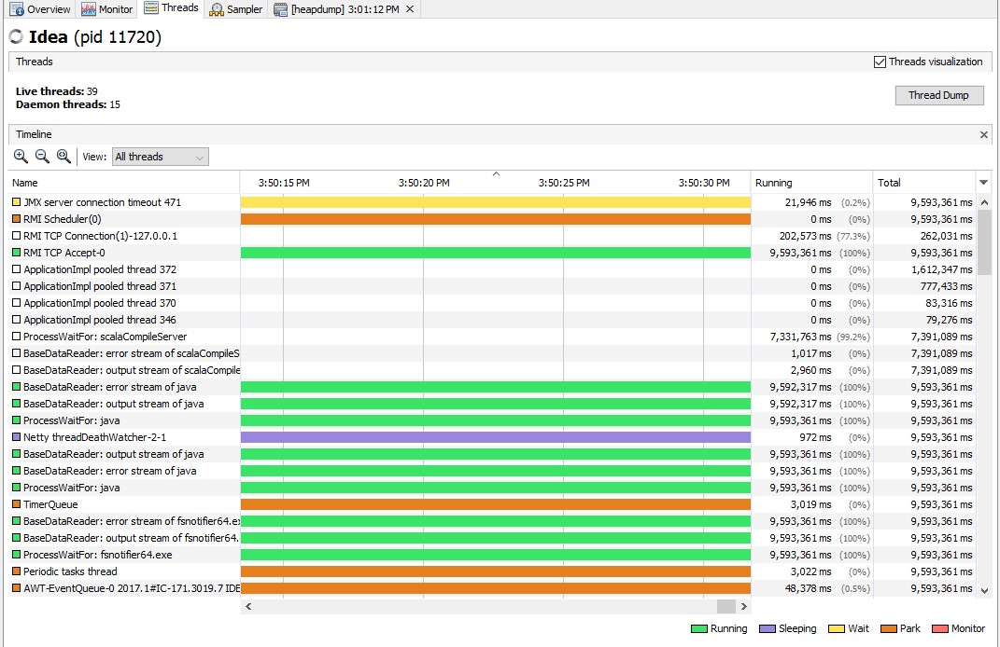 Overview Monitor Threads Sampler [heapdump] 3:01:12 PM
Idea (pid 11720)
Threads Threads visualization
Live threads: 39
Daemon threads: 15
Thread Dump
Timeline
View: All threads
Name 3:50:15 PM 3:50:20 PM 3:50:25 PM 3:50:30 PM Running Total
JMX server connection timeout 471 21,946 ms (0.2%) 9,593,361 ms
RMI Scheduler(0) 0 ms (0%) 9,593,361 ms
RMI TCP Connection(1)-127.0.0.1 202,573 ms (77.3%) 262,031 ms
RMI TCP Accept-0 9,593,361 ms (100%) 9,593,361 ms
ApplicationImpl pooled thread 372 0 ms (0%) 1,612,347 ms
ApplicationImpl pooled thread 371 0 ms (0%) 777,433 ms
ApplicationImpl pooled thread 370 0 ms (0%) 83,316 ms
ApplicationImpl pooled thread 346 0 ms (0%) 79,276 ms
ProcessWaitFor: scalaCompileServer 7,331,763 ms (99.2%) 7,391,089 ms
BaseDataReader: error stream of scalaCompileS 1,017 ms (0%) 7,391,089 ms
BaseDataReader: output stream of scalaCompile 2,960 ms (0%) 7,391,089 ms
BaseDataReader: error stream of java 9,592,317 ms (100%) 9,593,361 ms
BaseDataReader: output stream of java 9,592,317 ms (100%) 9,593,361 ms
ProcessWaitFor: java 9,593,361 ms (100%) 9,593,361 ms
Netty threadDeathWatcher-2-1 972 ms (0%) 9,593,361 ms
BaseDataReader: output stream of java 9,593,361 ms (100%) 9,593,361 ms
BaseDataReader: error stream of java 9,593,361 ms (100%) 9,593,361 ms
ProcessWaitFor: java 9,593,361 ms (100%) 9,593,361 ms
TimerQueue 3,019 ms (0%) 9,593,361 ms
BaseDataReader: error stream of fsnotifier64.ex 9,593,361 ms (100%) 9,593,361 ms
BaseDataReader: output stream of fsnotifier64. 9,593,361 ms (100%) 9,593,361 ms
ProcessWaitFor: fsnotifier64.exe 9,593,361 ms (100%) 9,593,361 ms
Periodic tasks thread 3,022 ms (0%) 9,593,361 ms
AWT-EventQueue-0 2017.1#IC-171.3019.7 IDE 48,378 ms (0.5%) 9,593,361 ms
Running Sleeping Wait Park Monitor